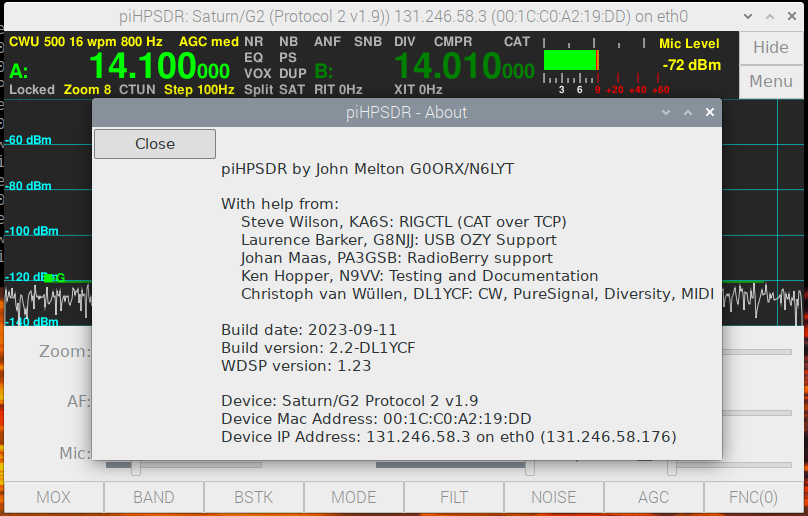 piHPSDR: Saturn/G2 (Protocol 2 v1.9)) 131.246.58.3 (00:1C:C0:A2:19:DD) on eth0
CWU 500 16 wpm 800 Hz AGC med NR NB ANF SNB DIV CMPR CAT Mic Level Hide
A: 14.100000 EQ PS VOX DUP B: 14.010000 -72 dBm
Locked Zoom 8 CTUN Step 100Hz Split SAT RIT 0Hz XIT 0Hz 3 6 9 +20 +40 +60 Menu
piHPSDR - About
Close
-60 dBm
-80 dBm
-100 dBm
-120 dBm G
-140 dBm
piHPSDR by John Melton G0ORX/N6LYT
With help from:
Steve Wilson, KA6S: RIGCTL (CAT over TCP)
Laurence Barker, G8NJJ: USB OZY Support
Johan Maas, PA3GSB: RadioBerry support
Ken Hopper, N9VV: Testing and Documentation
Christoph van Wüllen, DL1YCF: CW, PureSignal, Diversity, MIDI
Build date: 2023-09-11
Build version: 2.2-DL1YCF
WDSP version: 1.23
Device: Saturn/G2 Protocol 2 v1.9
Device Mac Address: 00:1C:C0:A2:19:DD
Device IP Address: 131.246.58.3 on eth0 (131.246.58.176)
Zoom:
AF:
Mic:
MOX BAND BSTK MODE FILT NOISE AGC FNC(0)